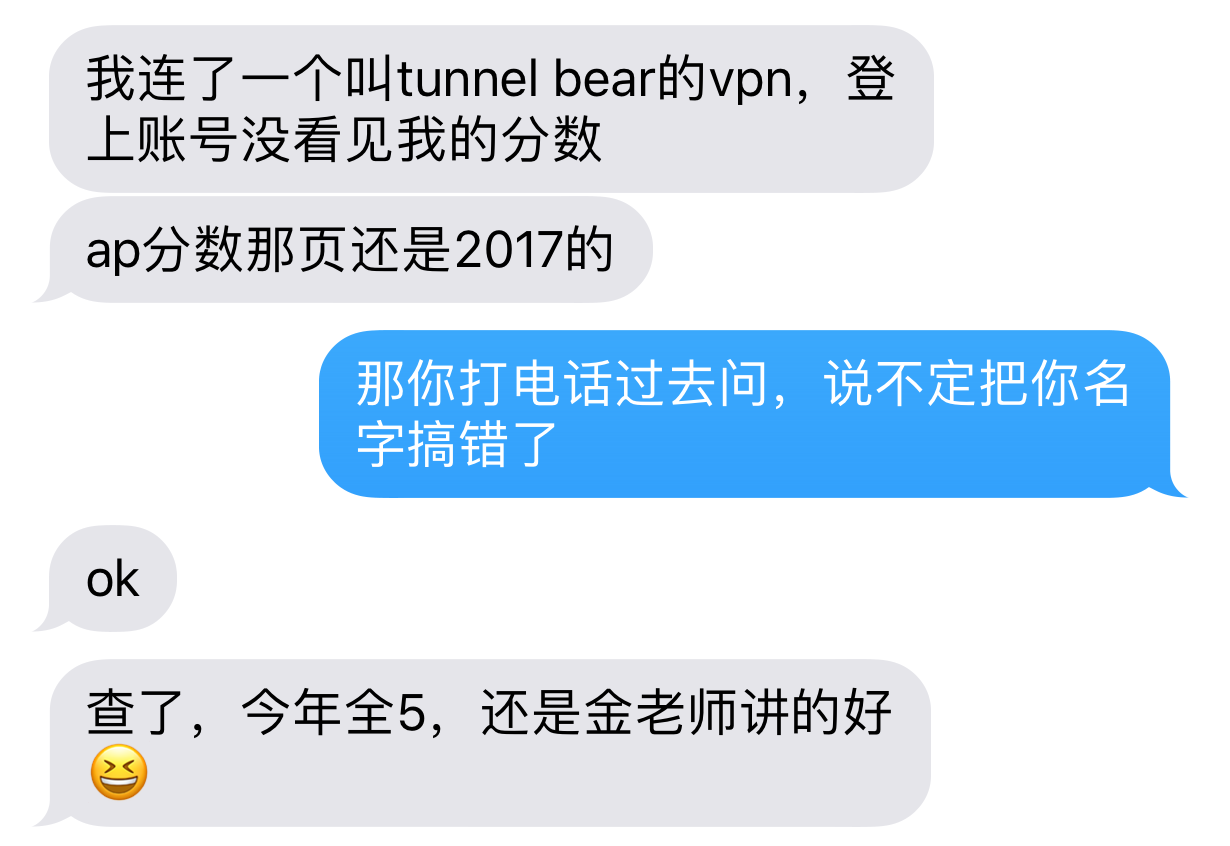 我连了一个叫tunnel bear的vpn，登
上账号没看见我的分数
ap分数那页还是2017的
那你打电话过去问，说不定把你名
字搞错了
ok
查了，今年全5，还是金老师讲的好
😆